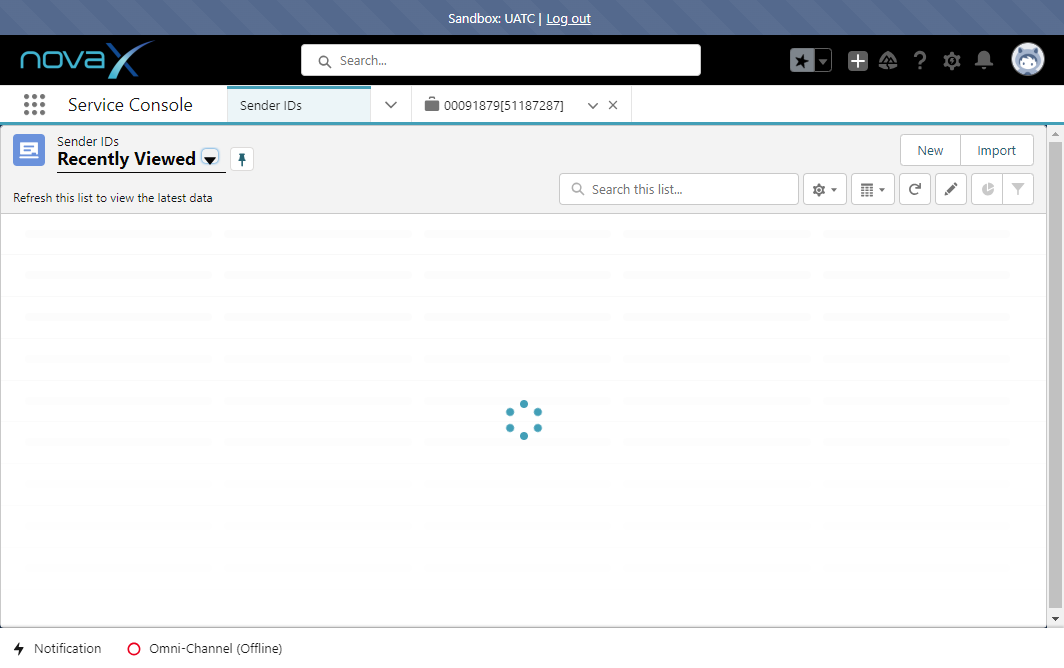 Sandbox: UATC | Log out
novaX
Search...
Service Console
Sender IDs
00091879[51187287]
Sender IDs
Recently Viewed
New
Import
Refresh this list to view the latest data
Search this list...
Notification
Omni-Channel (Offline)